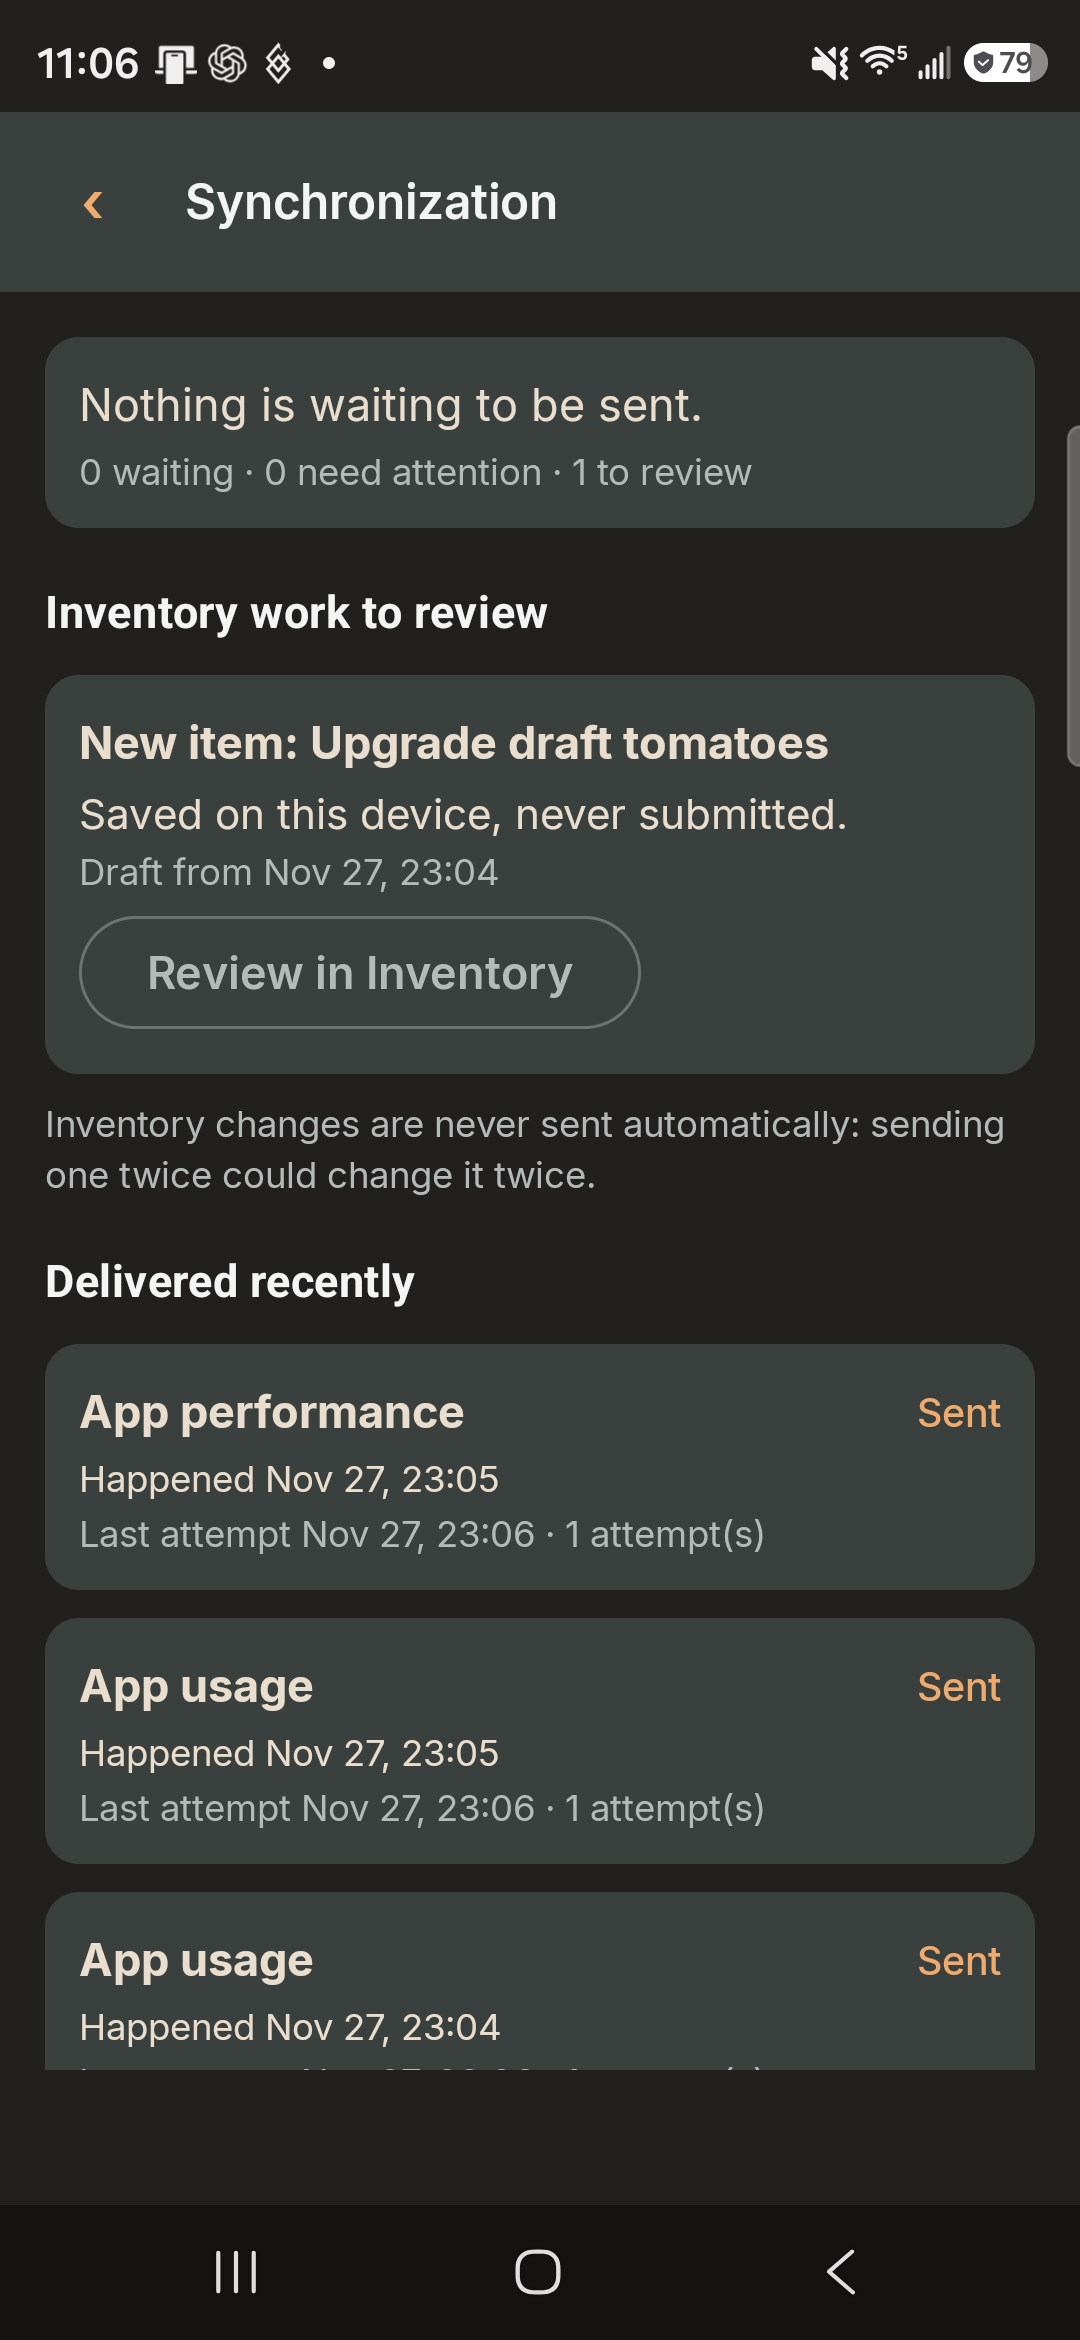 11:06
5
79
Synchronization
Nothing is waiting to be sent.
0 waiting · 0 need attention · 1 to review
Inventory work to review
New item: Upgrade draft tomatoes
Saved on this device, never submitted.
Draft from Nov 27, 23:04
Review in Inventory
Inventory changes are never sent automatically: sending
one twice could change it twice.
Delivered recently
App performance
Sent
Happened Nov 27, 23:05
Last attempt Nov 27, 23:06 · 1 attempt(s)
App usage
Sent
Happened Nov 27, 23:05
Last attempt Nov 27, 23:06 · 1 attempt(s)
App usage
Sent
Happened Nov 27, 23:04